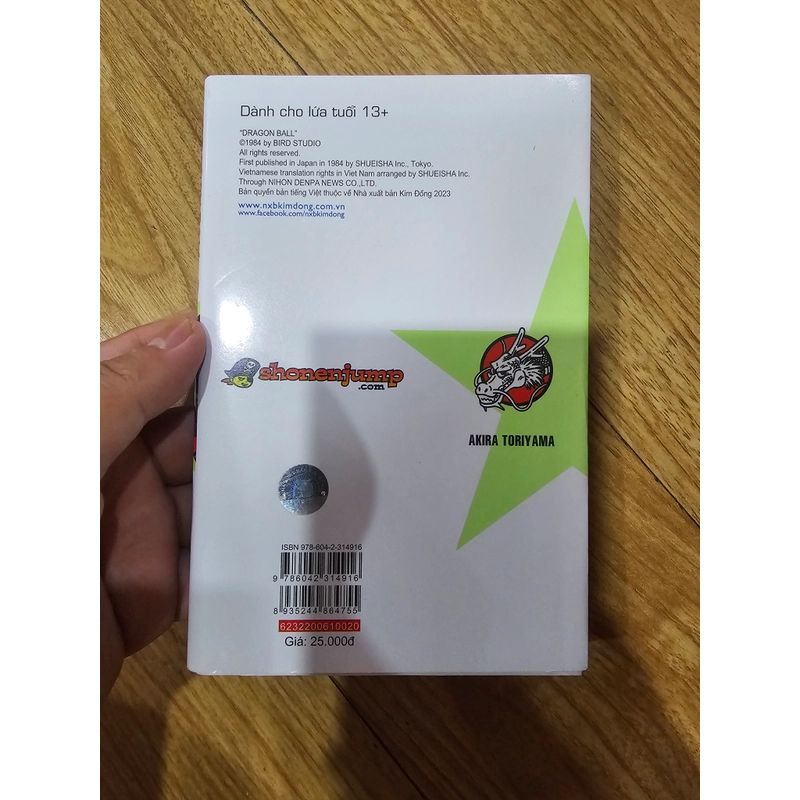 Dành cho lứa tuổi 13+
"DRAGON BALL"
©1984 by BIRD STUDIO
All rights reserved.
First published in Japan in 1984 by SHUEISHA Inc., Tokyo.
Vietnamese translation rights in Viet Nam arranged by SHUEISHA Inc.
Through NIHON DENPA NEWS CO.,LTD.
Bản quyền bản tiếng Việt thuộc về Nhà xuất bản Kim Đồng 2023
www.nxbkimdong.com.vn
www.facebook.com/nxbkimdong
shonenjump
.com
AKIRA TORIYAMA
ISBN 978-604-2-314916
9 786042 314916
8 935244 864755
6232200610020
Giá: 25.000đ